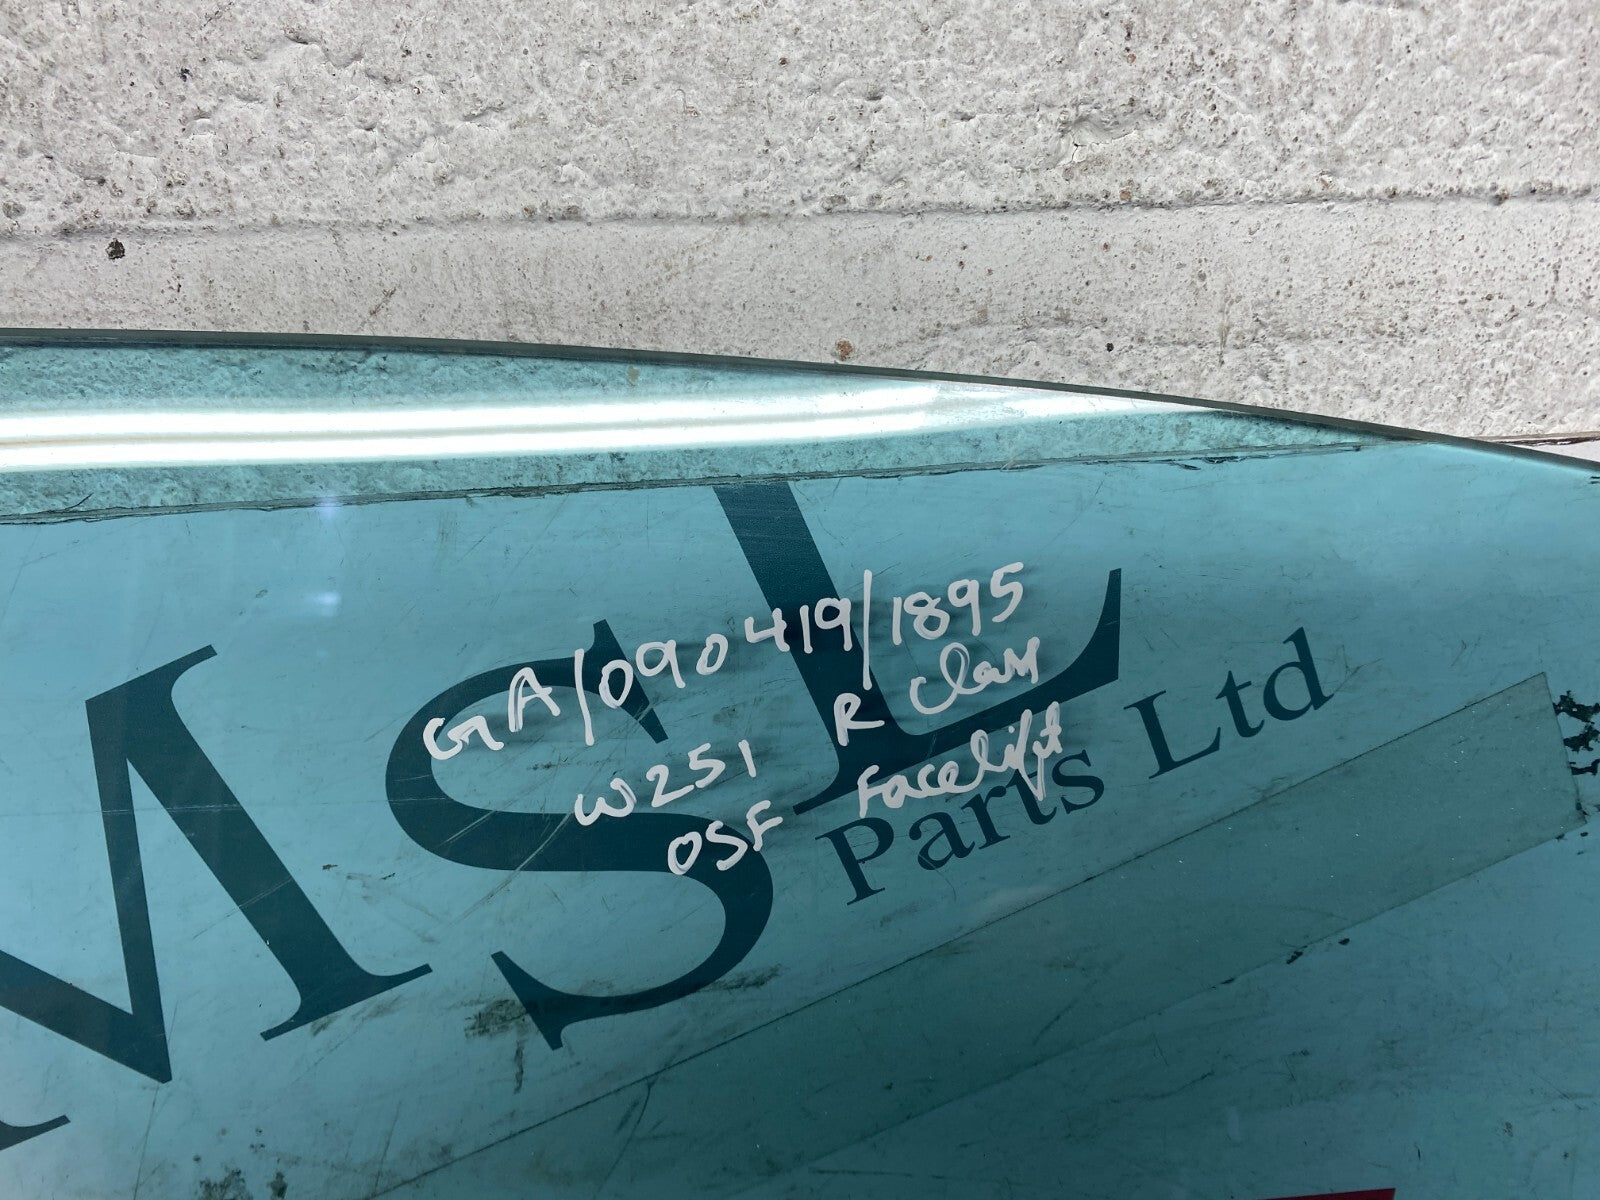 GA/090419/1895
W251 R Class
OSF Facelift
MSL
Parts Ltd